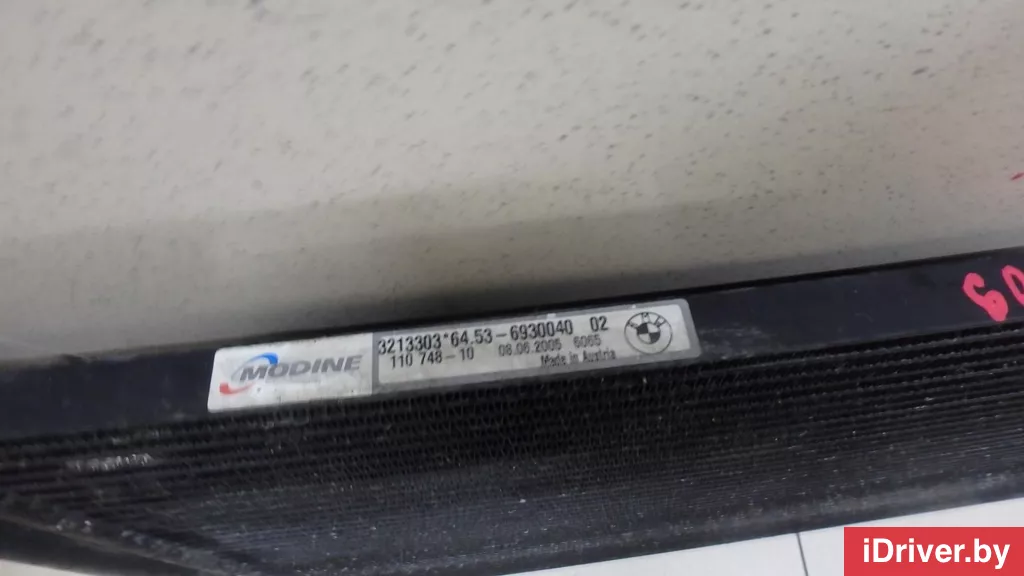 MODINE
3213303*64.53-6930040 02
110 748-10 08.06.2005 6065
Made in Austria
BMW
iDriver.by